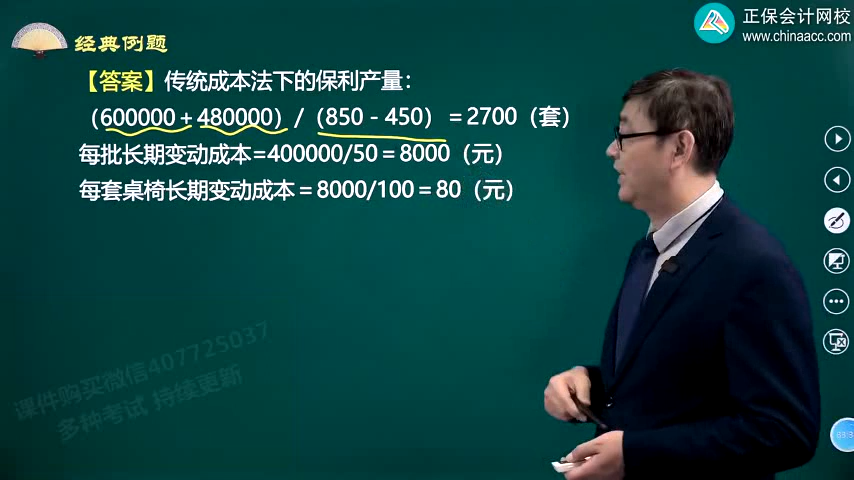 经典例题
正保会计网校
www.chinaacc.com
【答案】传统成本法下的保利产量：
（600000＋480000）/（850－450）＝2700（套）
每批长期变动成本=400000/50＝8000（元）
每套桌椅长期变动成本＝8000/100＝80（元）
课件购买微信407725037
多种考试 持续更新